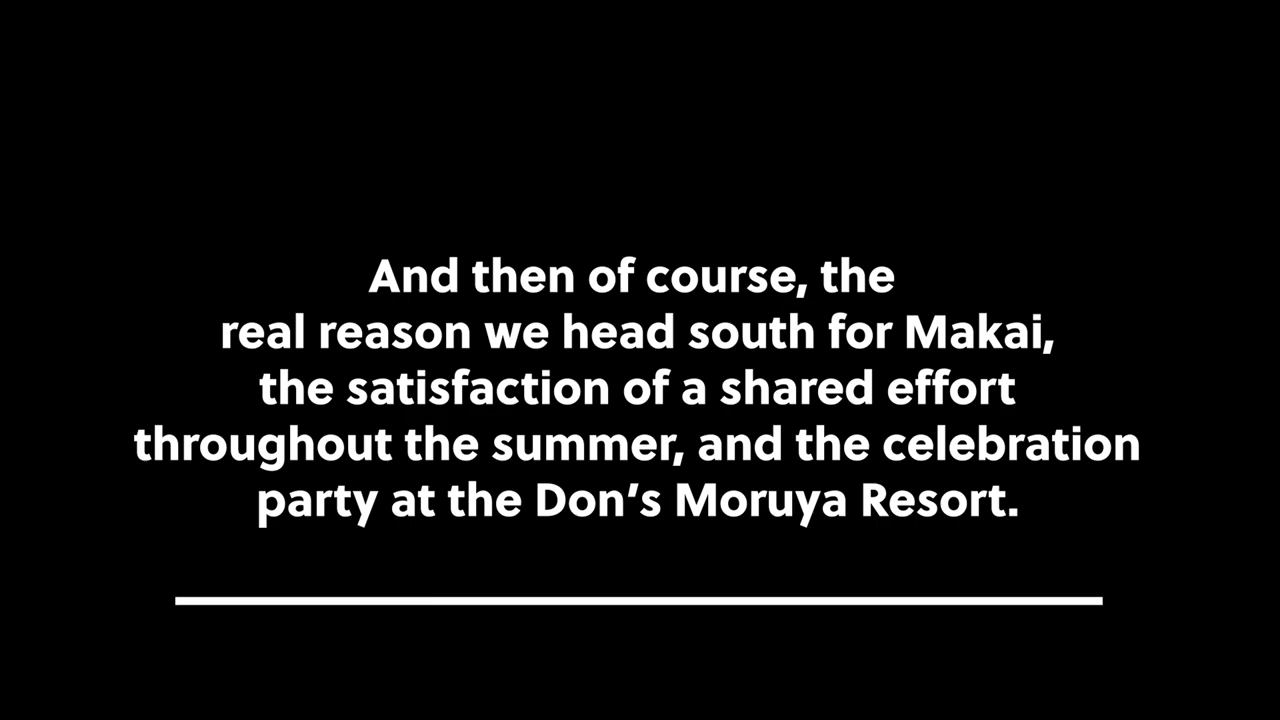 And then of course, the
real reason we head south for Makai,
the satisfaction of a shared effort
throughout the summer, and the celebration
party at the Don’s Moruya Resort.